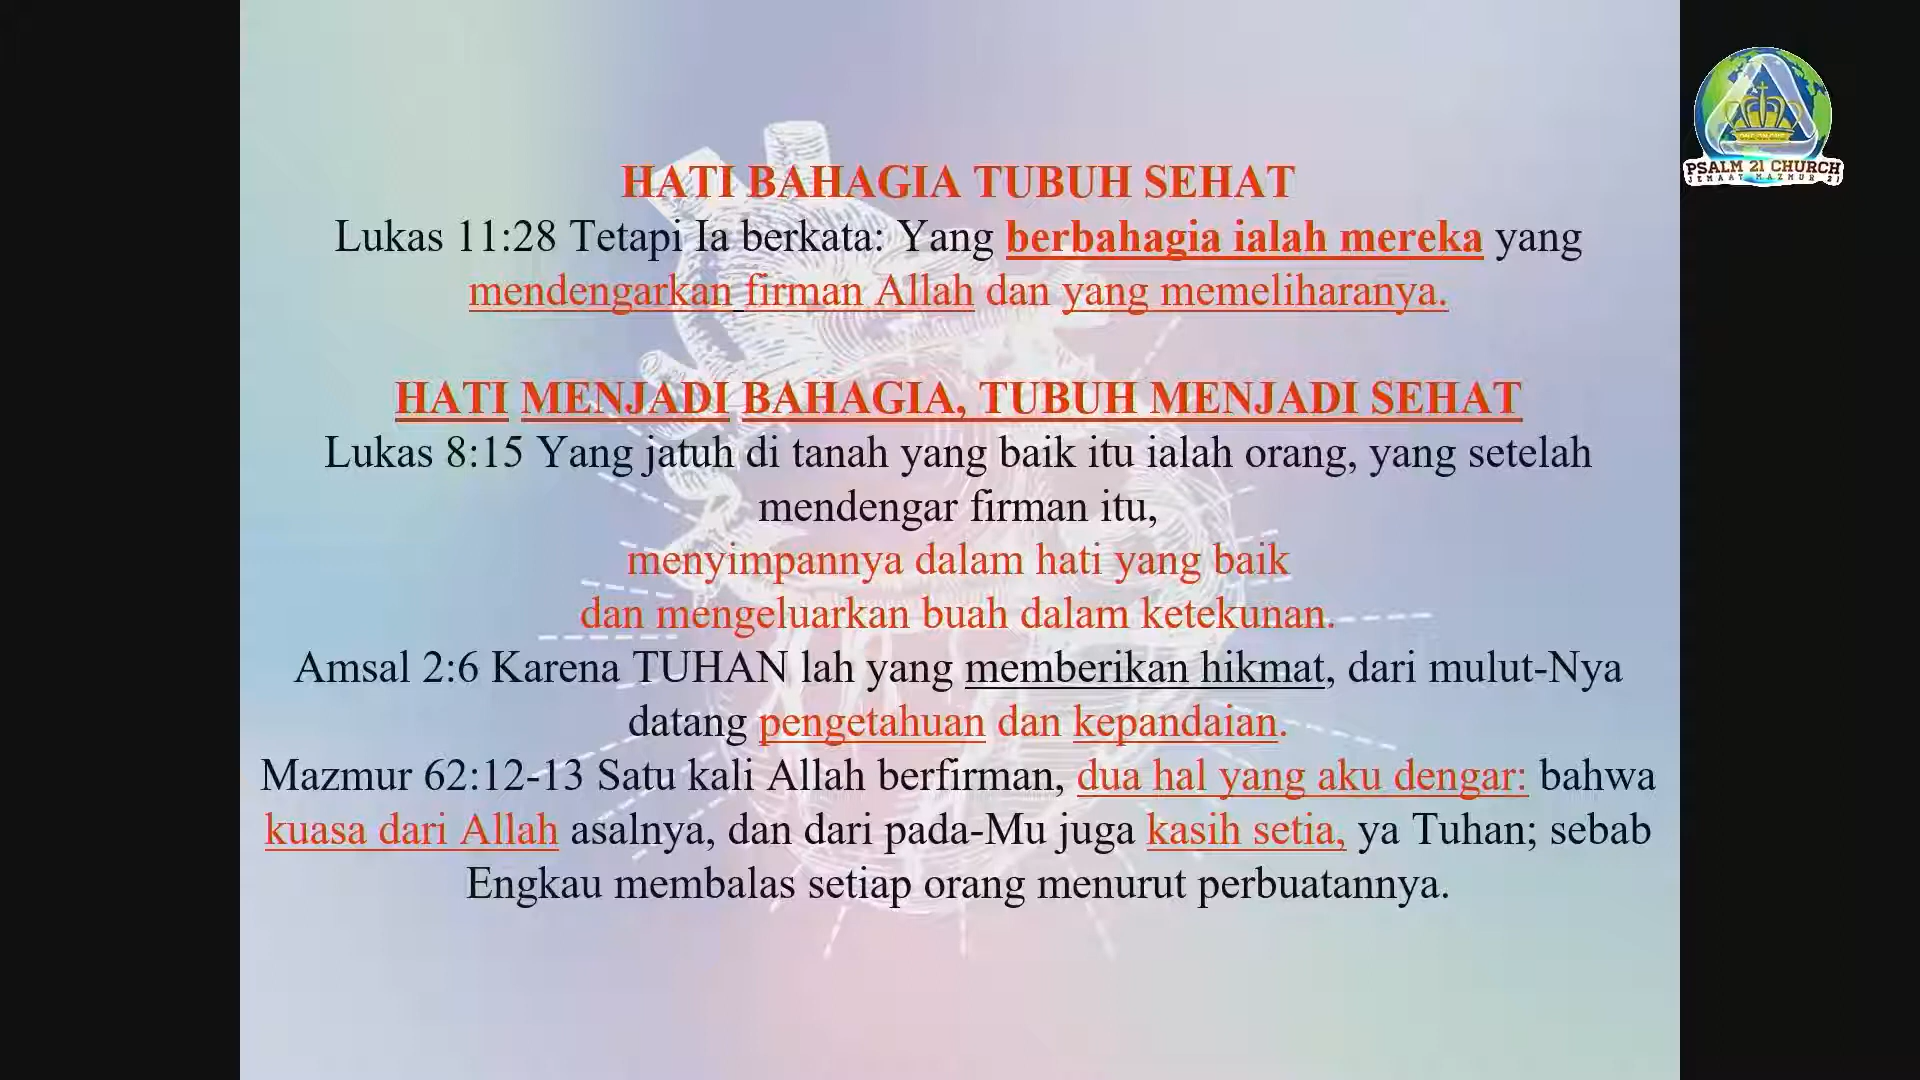 HATI BAHAGIA TUBUH SEHAT
Lukas 11:28 Tetapi Ia berkata: Yang berbahagia ialah mereka yang
mendengarkan firman Allah dan yang memeliharanya.
HATI MENJADI BAHAGIA, TUBUH MENJADI SEHAT
Lukas 8:15 Yang jatuh di tanah yang baik itu ialah orang, yang setelah
mendengar firman itu,
menyimpannya dalam hati yang baik
dan mengeluarkan buah dalam ketekunan.
Amsal 2:6 Karena TUHAN lah yang memberikan hikmat, dari mulut-Nya
datang pengetahuan dan kepandaian.
Mazmur 62:12-13 Satu kali Allah berfirman, dua hal yang aku dengar: bahwa
kuasa dari Allah asalnya, dan dari pada-Mu juga kasih setia, ya Tuhan; sebab
Engkau membalas setiap orang menurut perbuatannya.
PSALM 21 CHURCH
JEMAAT MAZMUR 21